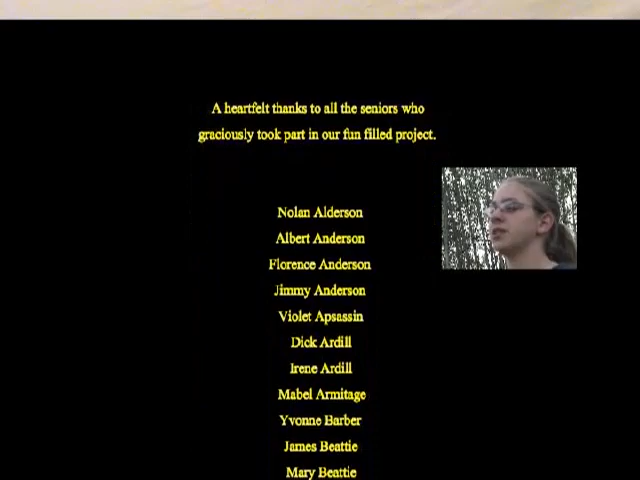 A heartfelt thanks to all the seniors who
graciously took part in our fun filled project.
Nolan Alderson
Albert Anderson
Florence Anderson
Jimmy Anderson
Violet Apsassin
Dick Ardill
Irene Ardill
Mabel Armitage
Yvonne Barber
James Beattie
Mary Beattie